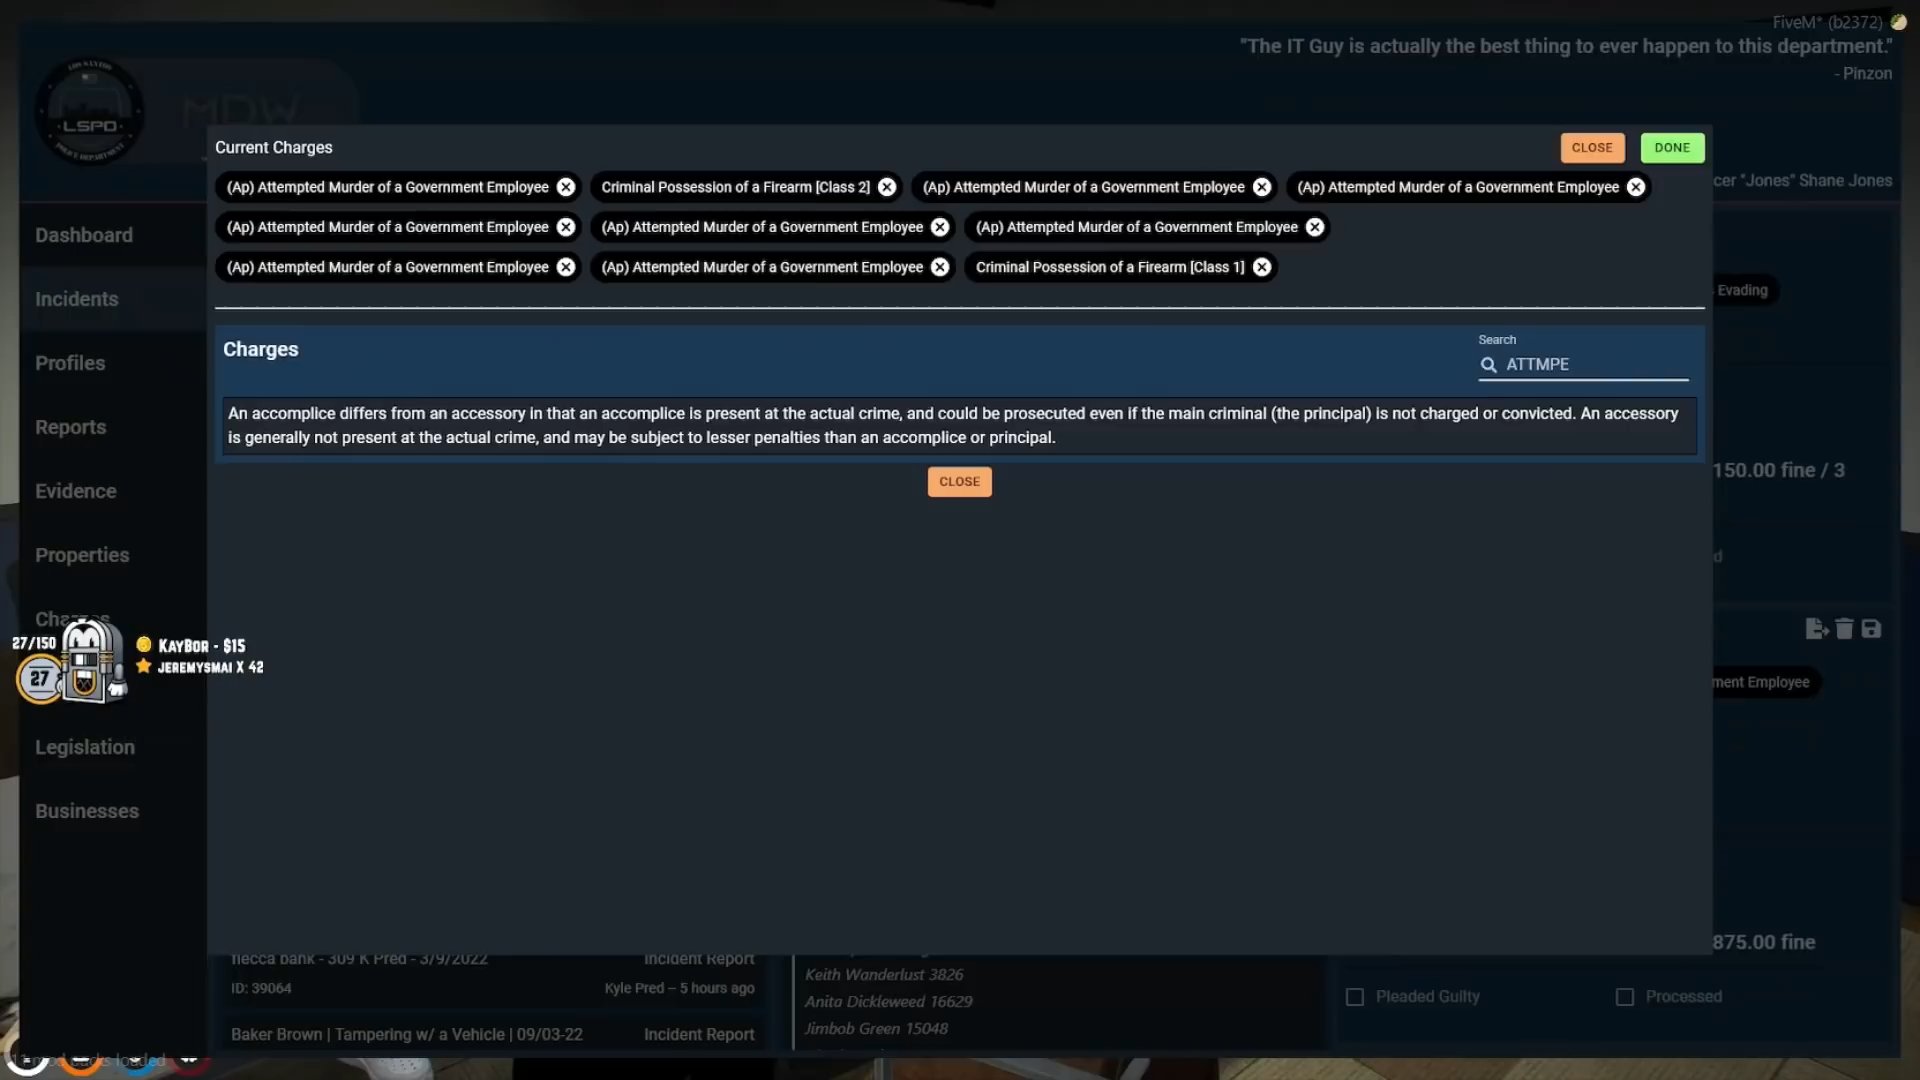 FiveM* (b2372)
"The IT Guy is actually the best thing to ever happen to this department."
- Pinzon
LSPD
MDW
Current Charges
CLOSE
DONE
(Ap) Attempted Murder of a Government Employee
Criminal Possession of a Firearm [Class 2]
(Ap) Attempted Murder of a Government Employee
(Ap) Attempted Murder of a Government Employee
cer "Jones" Shane Jones
(Ap) Attempted Murder of a Government Employee
(Ap) Attempted Murder of a Government Employee
(Ap) Attempted Murder of a Government Employee
(Ap) Attempted Murder of a Government Employee
(Ap) Attempted Murder of a Government Employee
Criminal Possession of a Firearm [Class 1]
Dashboard
Incidents
Profiles
Reports
Evidence
Properties
Charges
Legislation
Businesses
Evading
Charges
Search
ATTMPE
An accomplice differs from an accessory in that an accomplice is present at the actual crime, and could be prosecuted even if the main criminal (the principal) is not charged or convicted. An accessory
is generally not present at the actual crime, and may be subject to lesser penalties than an accomplice or principal.
CLOSE
150.00 fine / 3
d
27/150
27
KAYBOR - $15
JEREMYSMAI X 42
ment Employee
875.00 fine
flecca bank - 309 K Pred - 3/9/2022
Incident Report
ID: 39064
Kyle Pred – 5 hours ago
Baker Brown | Tampering w/ a Vehicle | 09/03-22
Incident Report
Keith Wanderlust 3826
Anita Dickleweed 16629
Jimbob Green 15048
Pleaded Guilty
Processed